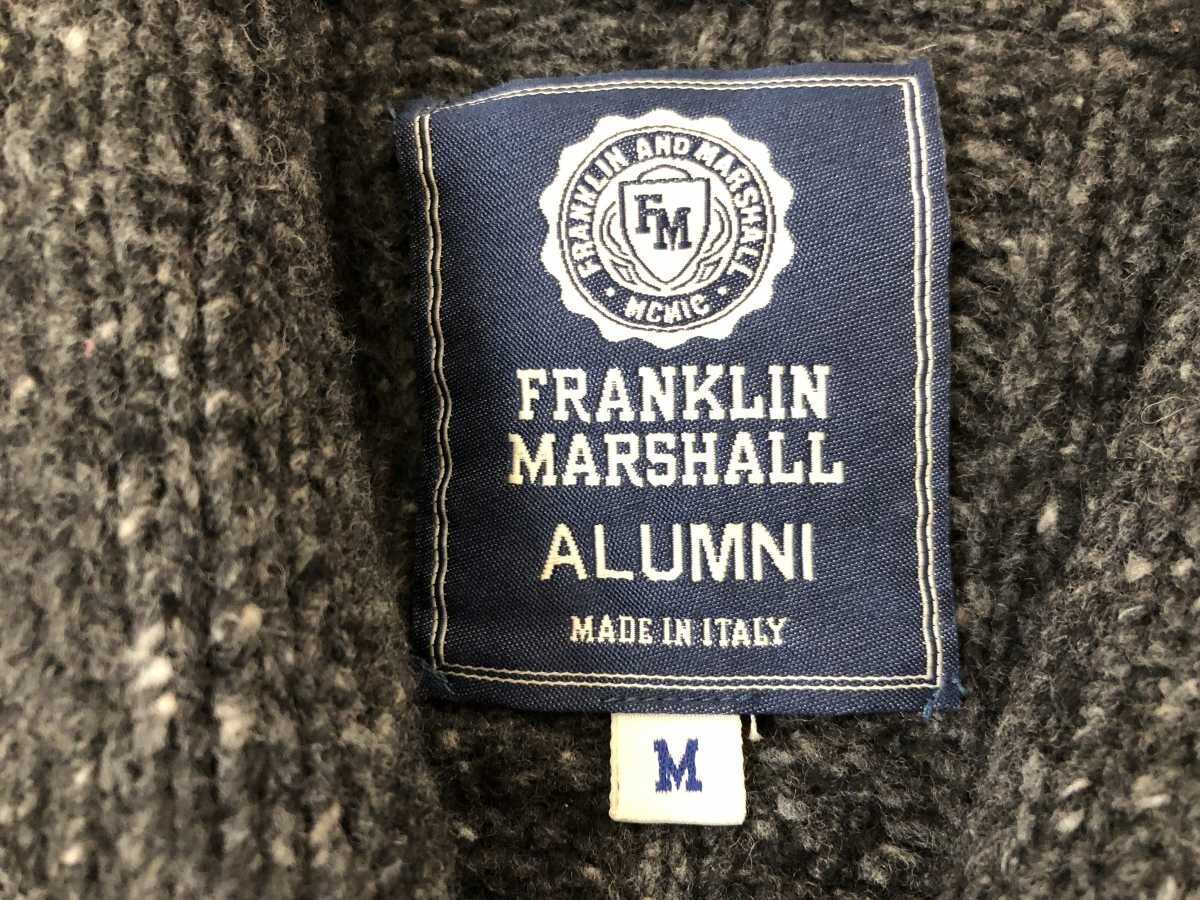 FRANKLIN AND MARSHALL
FM
· MCMIC ·
FRANKLIN
MARSHALL
ALUMNI
MADE IN ITALY
M